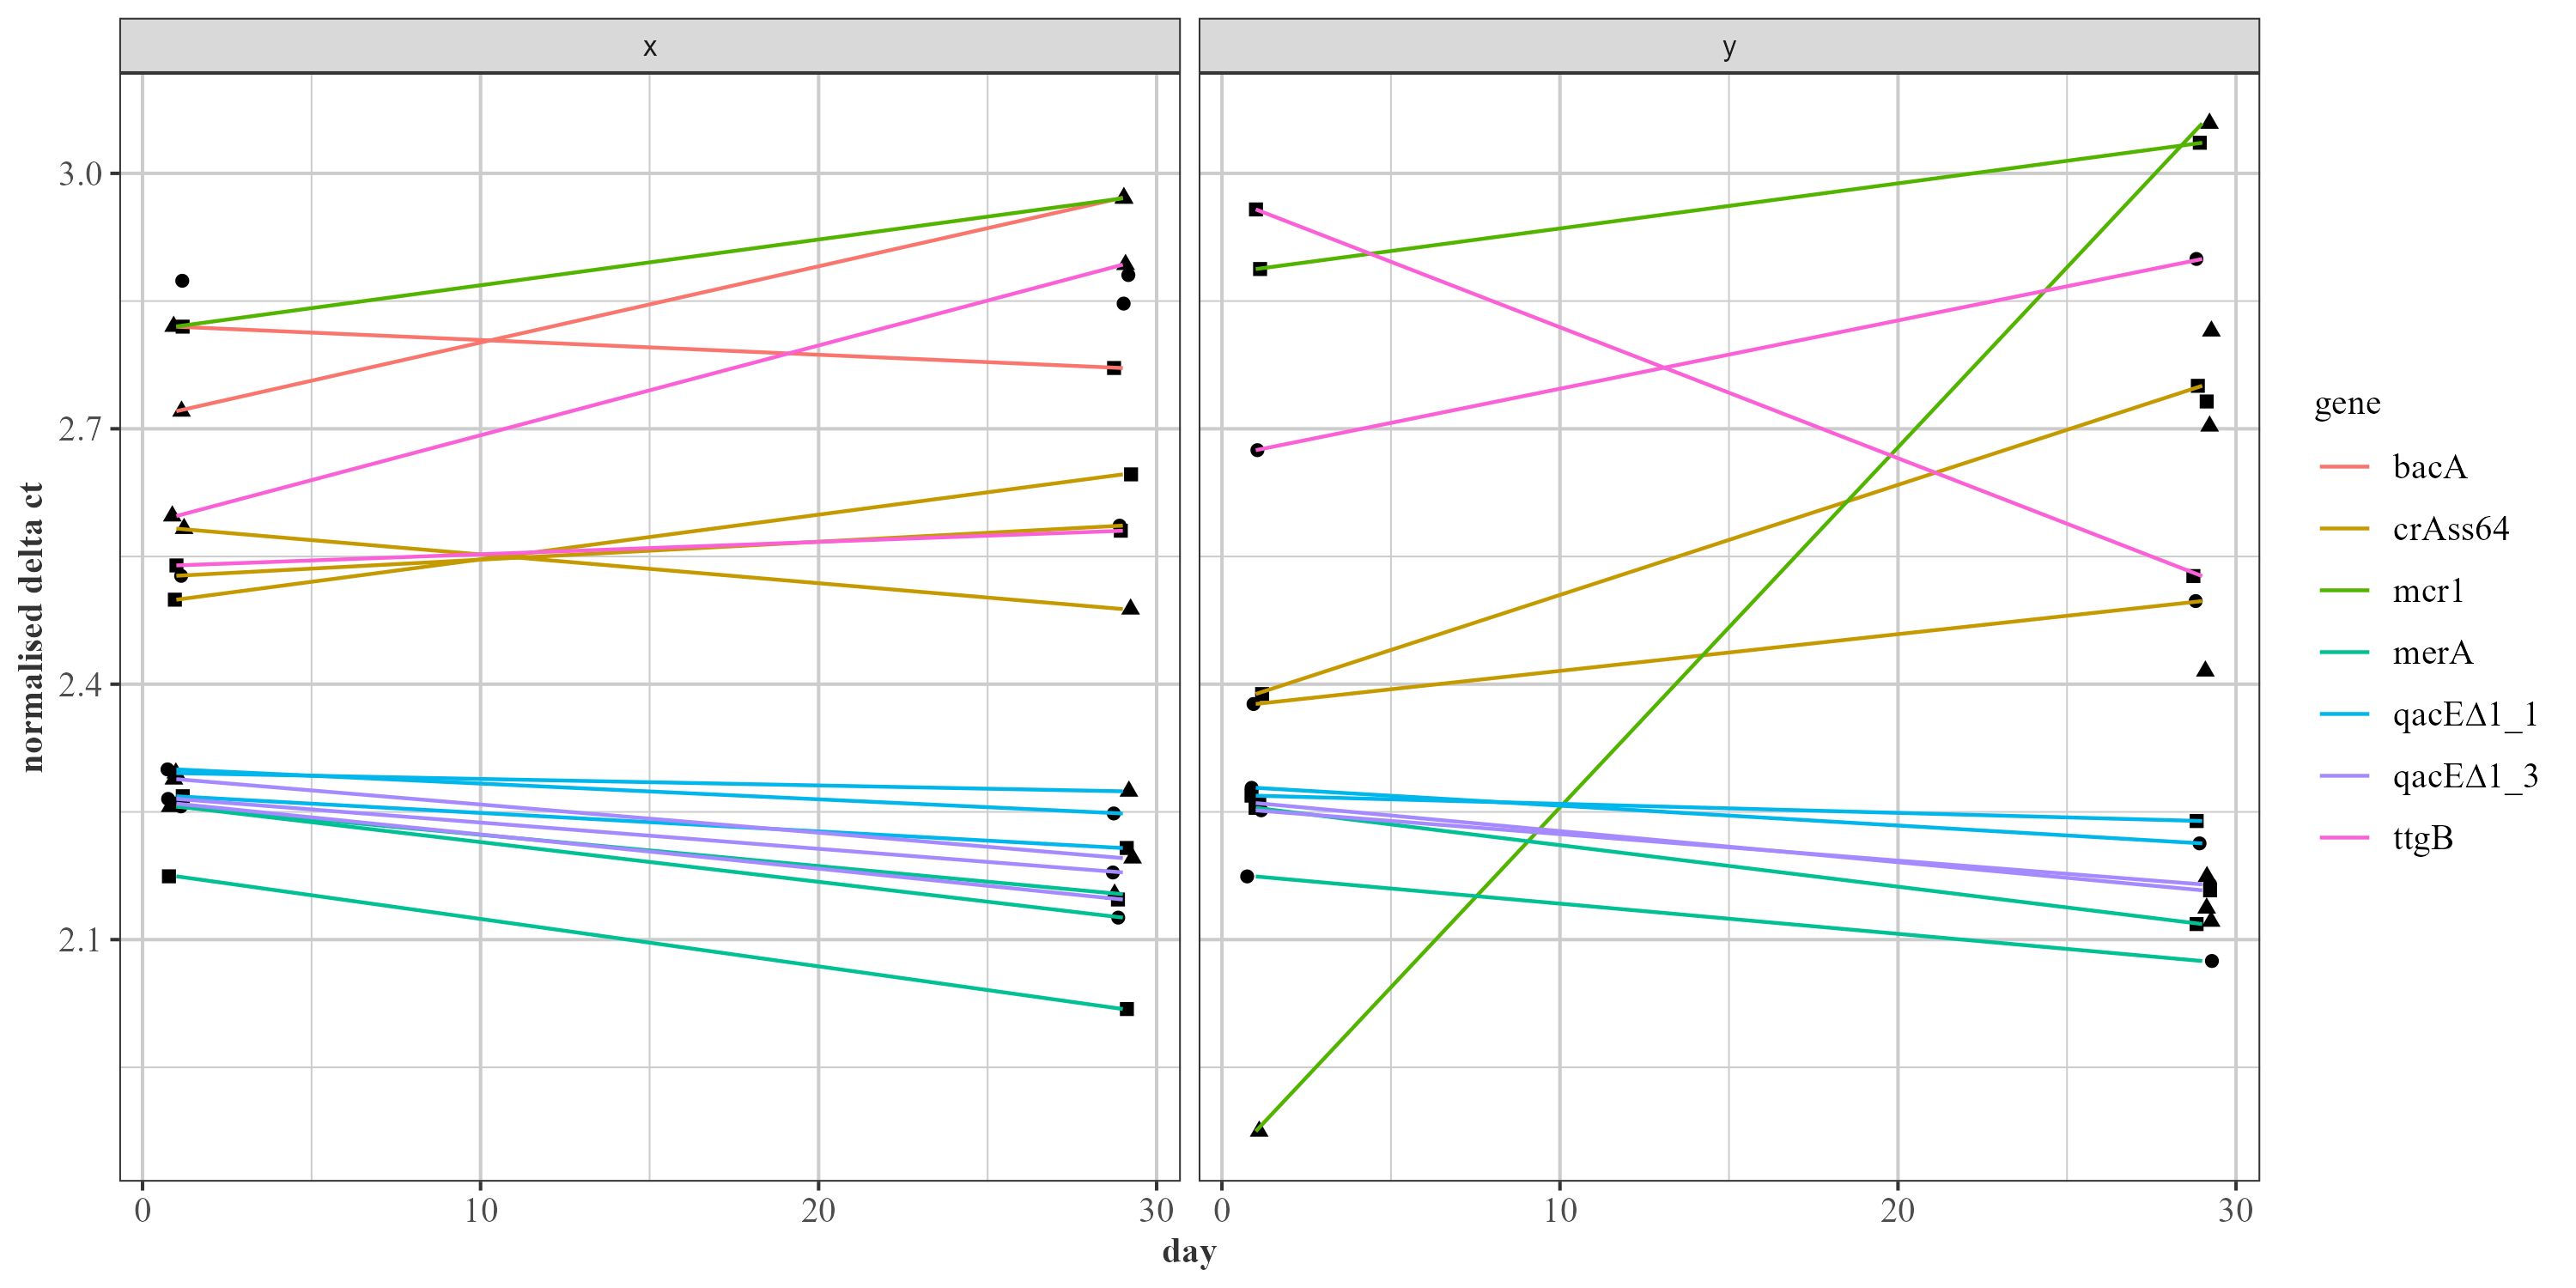 x
y
normalised delta ct
3.0
2.7
2.4
2.1
0
10
20
30
0
10
20
30
day
gene
bacA
crAss64
mcr1
merA
qacEΔ1_1
qacEΔ1_3
ttgB